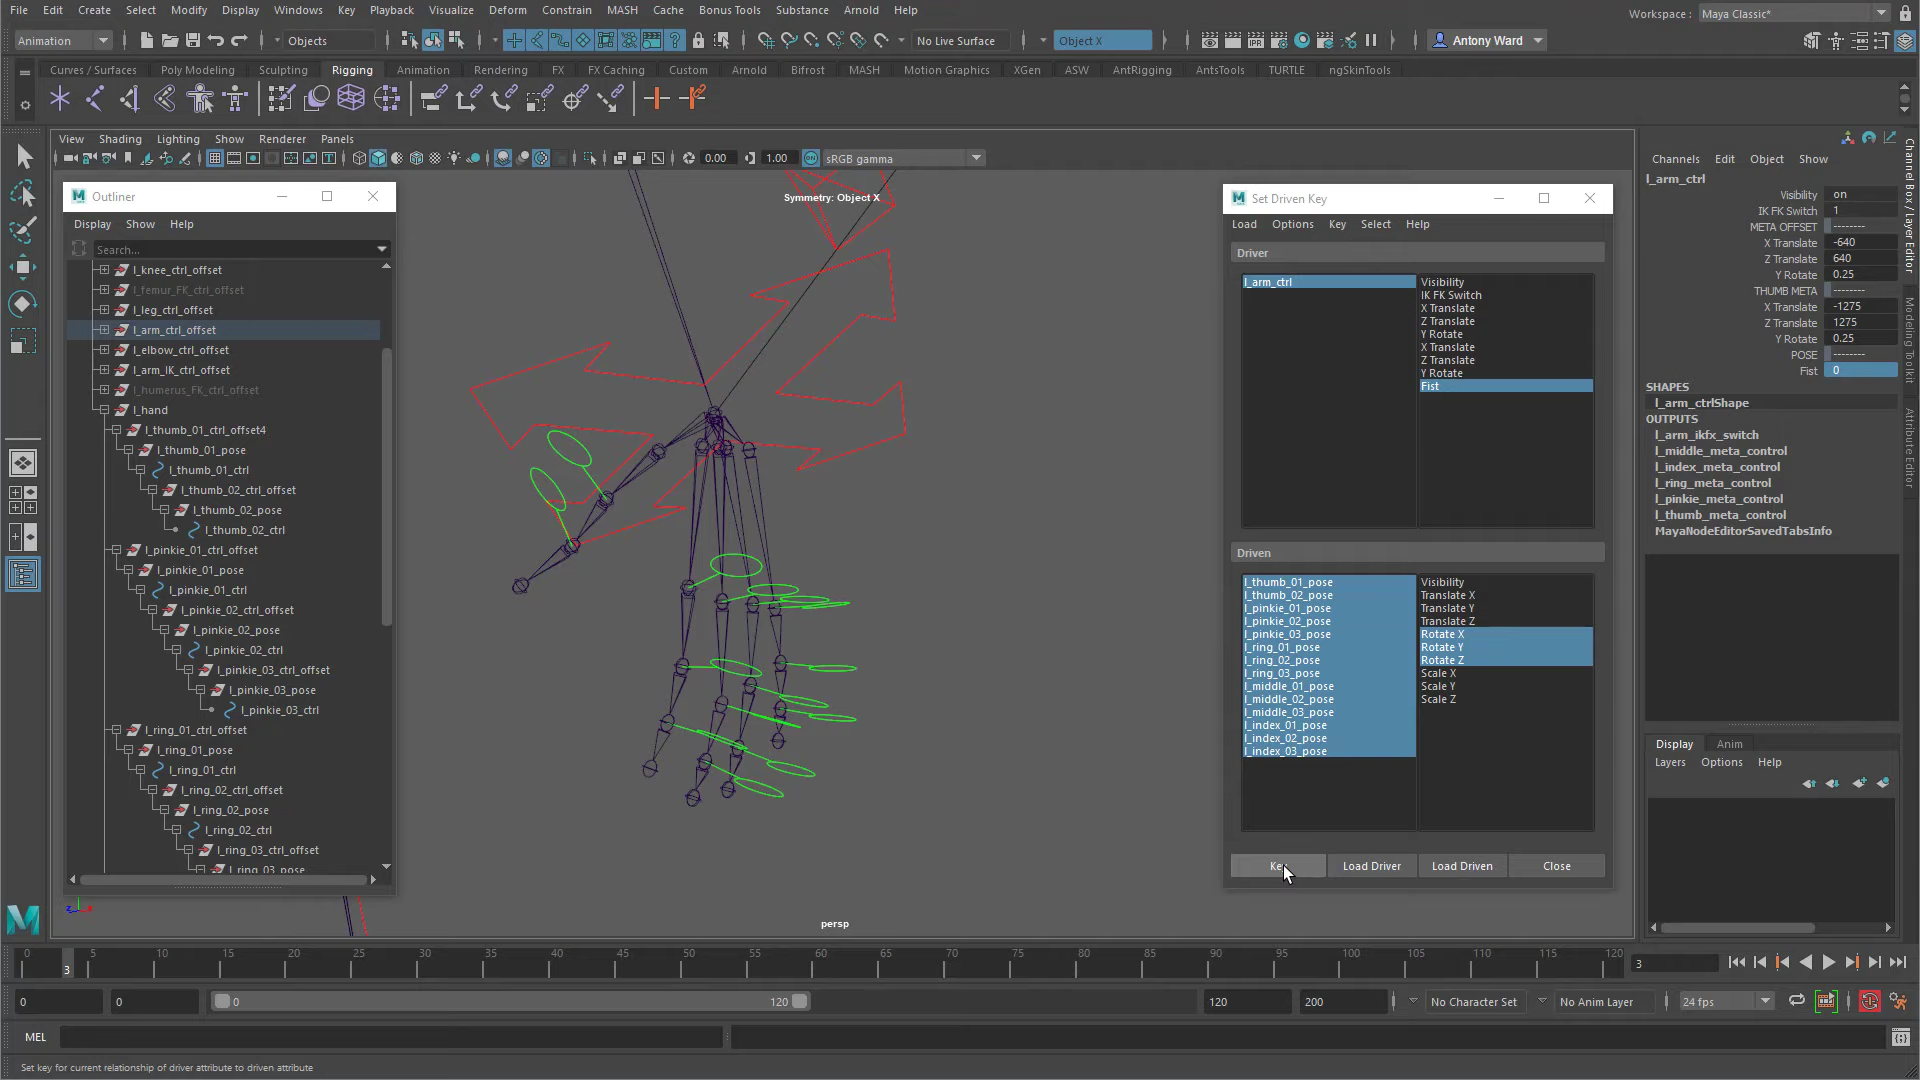 File Edit Create Select Modify Display Windows Key Playback Visualize Deform Constrain MASH Cache Bonus Tools Substance Arnold Help
Workspace : Maya Classic*
Animation Objects No Live Surface Object X Antony Ward
Curves / Surfaces Poly Modeling Sculpting Rigging Animation Rendering FX FX Caching Custom Arnold Bifrost MASH Motion Graphics XGen ASW AntRigging AntsTools TURTLE ngSkinTools
View Shading Lighting Show Renderer Panels
0.00 1.00 sRGB gamma
Symmetry: Object X
persp
Outliner
Display Show Help
Search...
l_knee_ctrl_offset
l_femur_FK_ctrl_offset
l_leg_ctrl_offset
l_arm_ctrl_offset
l_elbow_ctrl_offset
l_arm_IK_ctrl_offset
l_humerus_FK_ctrl_offset
l_hand
l_thumb_01_ctrl_offset4
l_thumb_01_pose
l_thumb_01_ctrl
l_thumb_02_ctrl_offset
l_thumb_02_pose
l_thumb_02_ctrl
l_pinkie_01_ctrl_offset
l_pinkie_01_pose
l_pinkie_01_ctrl
l_pinkie_02_ctrl_offset
l_pinkie_02_pose
l_pinkie_02_ctrl
l_pinkie_03_ctrl_offset
l_pinkie_03_pose
l_pinkie_03_ctrl
l_ring_01_ctrl_offset
l_ring_01_pose
l_ring_01_ctrl
l_ring_02_ctrl_offset
l_ring_02_pose
l_ring_02_ctrl
l_ring_03_ctrl_offset
l_ring_03_pose
Set Driven Key
Load Options Key Select Help
Driver
l_arm_ctrl
Visibility
IK FK Switch
X Translate
Z Translate
Y Rotate
X Translate
Z Translate
Y Rotate
Fist
Driven
l_thumb_01_pose
l_thumb_02_pose
l_pinkie_01_pose
l_pinkie_02_pose
l_pinkie_03_pose
l_ring_01_pose
l_ring_02_pose
l_ring_03_pose
l_middle_01_pose
l_middle_02_pose
l_middle_03_pose
l_index_01_pose
l_index_02_pose
l_index_03_pose
Visibility
Translate X
Translate Y
Translate Z
Rotate X
Rotate Y
Rotate Z
Scale X
Scale Y
Scale Z
Key Load Driver Load Driven Close
Channels Edit Object Show
l_arm_ctrl
Visibility on
IK FK Switch 1
META OFFSET --------
X Translate -640
Z Translate 640
Y Rotate 0.25
THUMB META --------
X Translate -1275
Z Translate 1275
Y Rotate 0.25
POSE --------
Fist 0
SHAPES
l_arm_ctrlShape
OUTPUTS
l_arm_ikfx_switch
l_middle_meta_control
l_index_meta_control
l_ring_meta_control
l_pinkie_meta_control
l_thumb_meta_control
MayaNodeEditorSavedTabsInfo
Display Anim
Layers Options Help
Channel Box / Layer Editor
Modeling Toolkit
Attribute Editor
0 5 10 15 20 25 30 35 40 45 50 55 60 65 70 75 80 85 90 95 100 105 110 115 120
3
3
0 0 0 120 120 200 No Character Set No Anim Layer 24 fps
MEL
Set key for current relationship of driver attribute to driven attribute